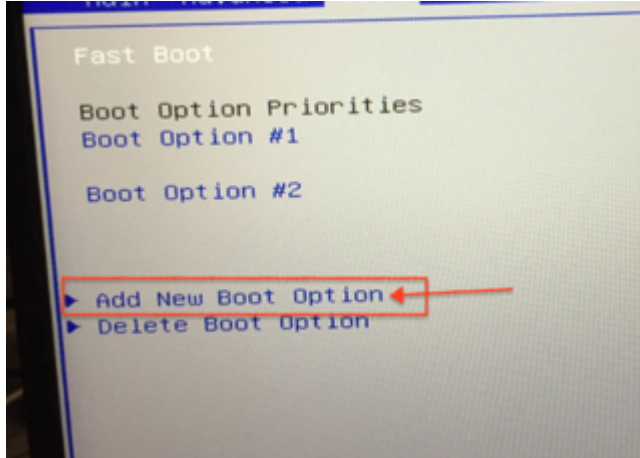 Fast Boot
Boot Option Priorities
Boot Option #1
Boot Option #2
Add New Boot Option
Delete Boot Option